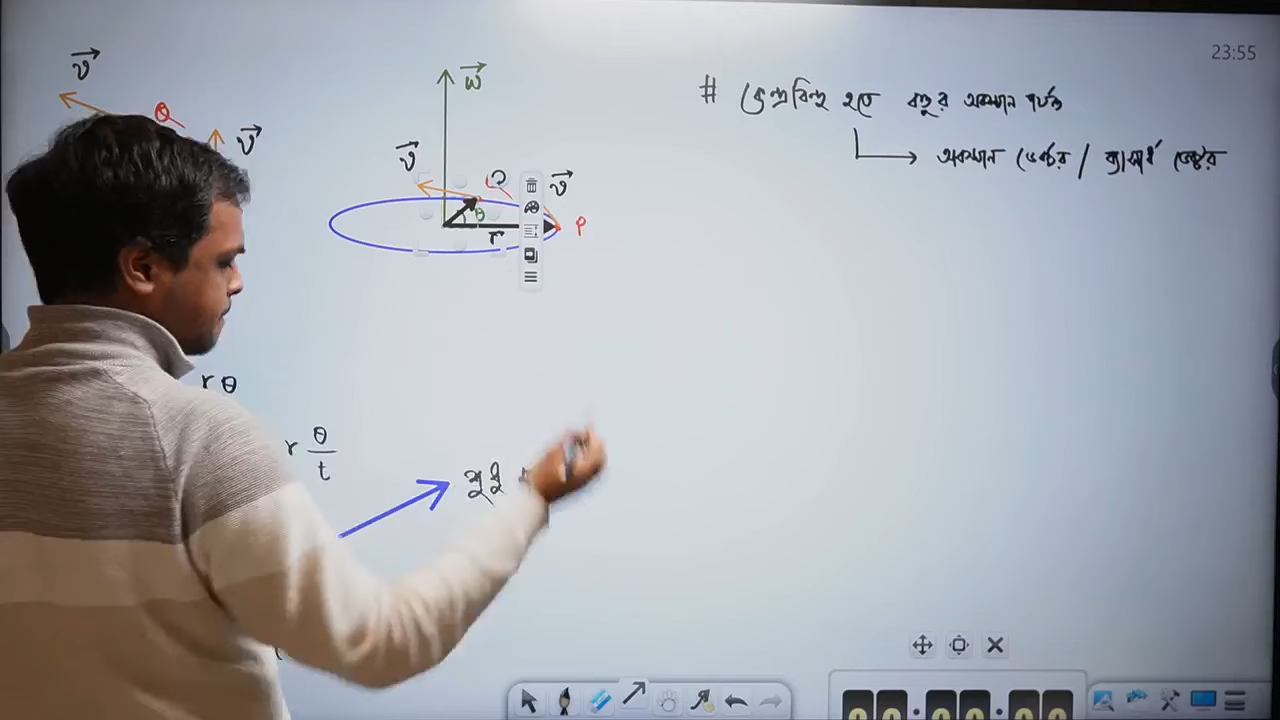 23:55
v⃗
Q
v⃗
ω⃗
v⃗
Q
v⃗
θ
r⃗
P
# কেন্দ্রবিন্দু হতে বস্তুর অবস্থান পর্যন্ত
অবস্থান ভেক্টর / ব্যাসার্ধ ভেক্টর
rθ
r θ/t
শুধু